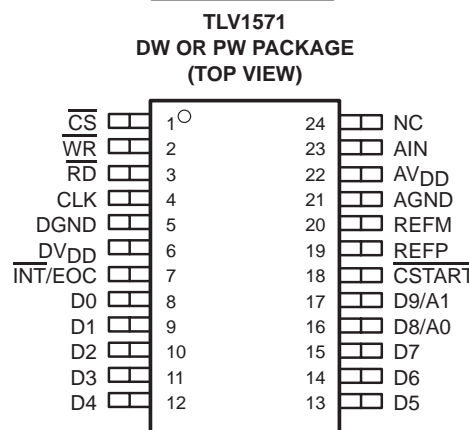 TLV1571
DW OR PW PACKAGE
(TOP VIEW)
CS 1 24 NC
WR 2 23 AIN
RD 3 22 AVDD
CLK 4 21 AGND
DGND 5 20 REFM
DVDD 6 19 REFP
INT/EOC 7 18 CSTART
D0 8 17 D9/A1
D1 9 16 D8/A0
D2 10 15 D7
D3 11 14 D6
D4 12 13 D5